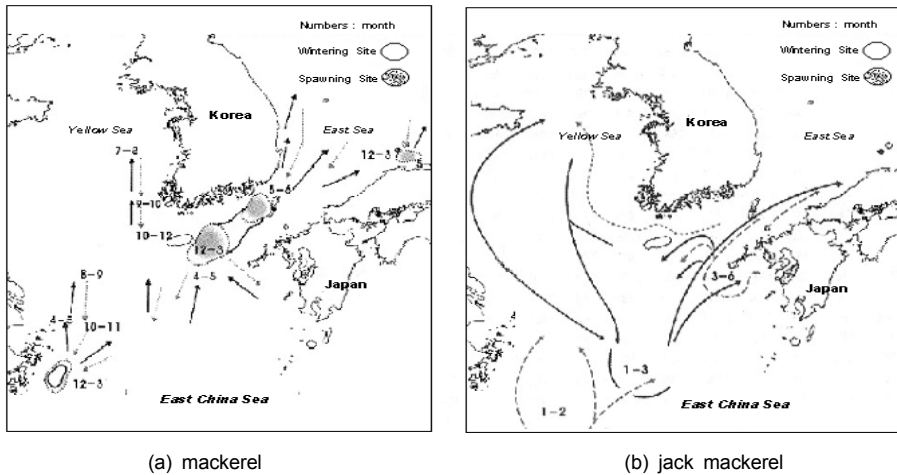 Numbers : month
Wintering Site
Spawning Site
Korea
Yellow Sea
East Sea
12-3
7-8
5-6
9-10
10-12
12-3
4-5
8-9
Japan
10-11
12-3
East China Sea
(a) mackerel
Numbers : month
Wintering Site
Spawning Site
Korea
Yellow Sea
East Sea
3-6
Japan
1-3
1-2
East China Sea
(b) jack mackerel